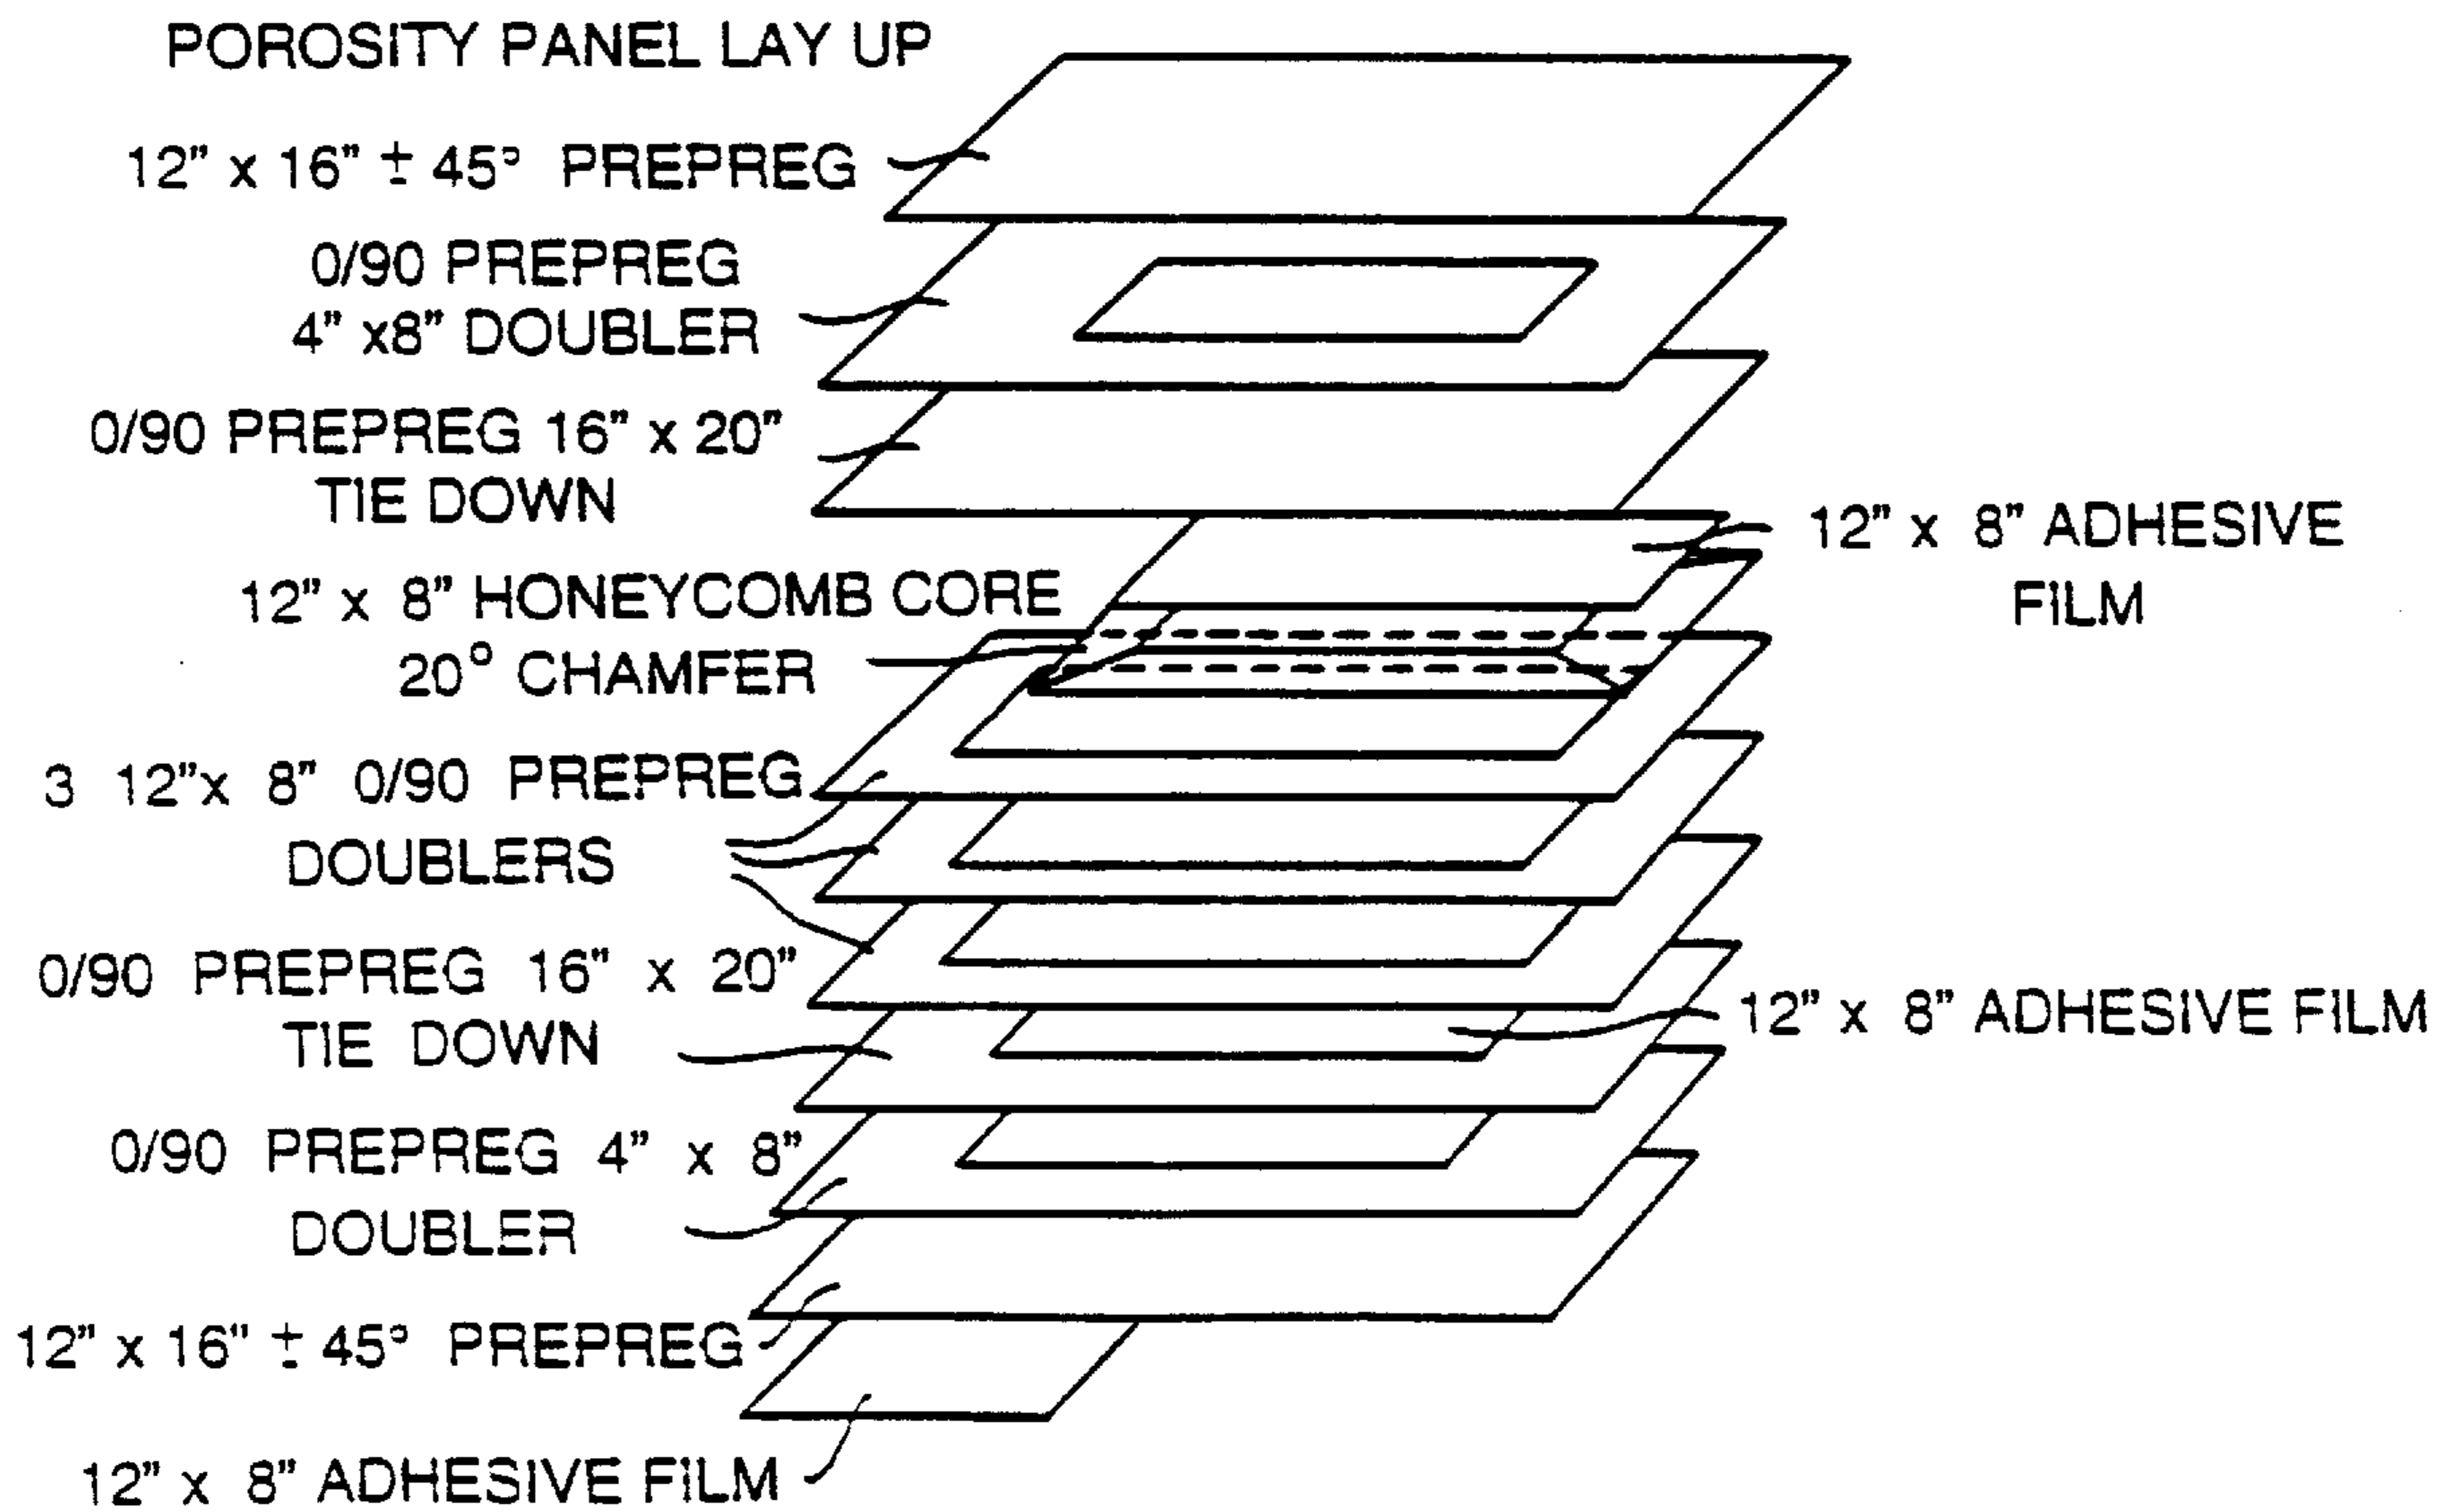 POROSITY PANEL LAY UP
12" x 16" ± 45° PREPREG
0/90 PREPREG
4" x8" DOUBLER
0/90 PREPREG 16" x 20"
TIE DOWN
12" x 8" ADHESIVE
FILM
12" x 8" HONEYCOMB CORE
20° CHAMFER
3 12"x 8" 0/90 PREPREG
DOUBLERS
0/90 PREPREG 16" x 20"
TIE DOWN
12" x 8" ADHESIVE FILM
0/90 PREPREG 4" x 8"
DOUBLER
12" x 16" ± 45° PREPREG
12" x 8" ADHESIVE FILM